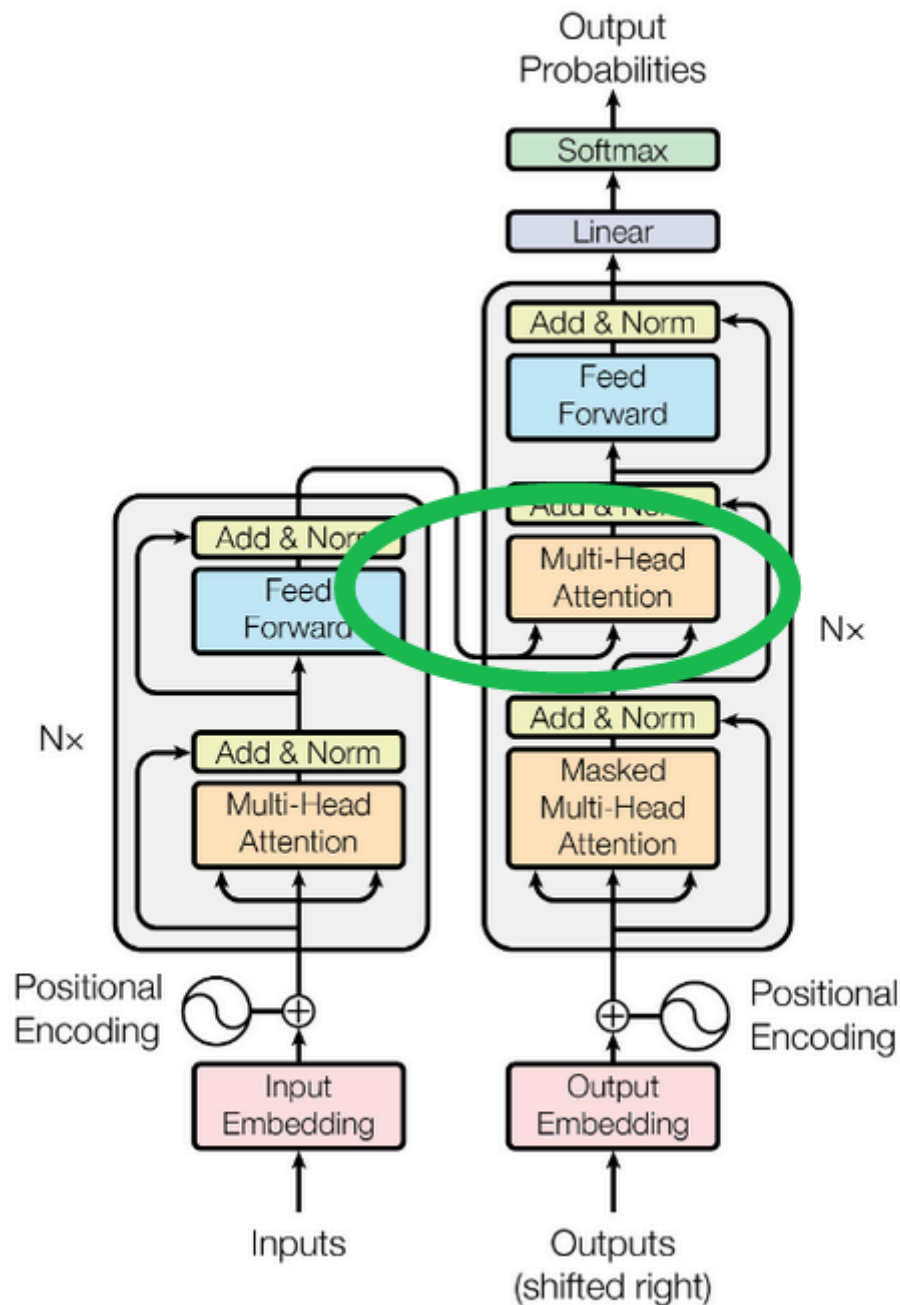 Output
Probabilities
Softmax
Linear
Add & Norm
Feed
Forward
Add & Norm
Multi-Head
Attention
Nx
Add & Norm
Masked
Multi-Head
Attention
Add & Norm
Feed
Forward
Nx
Add & Norm
Multi-Head
Attention
Positional
Encoding
Positional
Encoding
Input
Embedding
Output
Embedding
Inputs
Outputs
(shifted right)